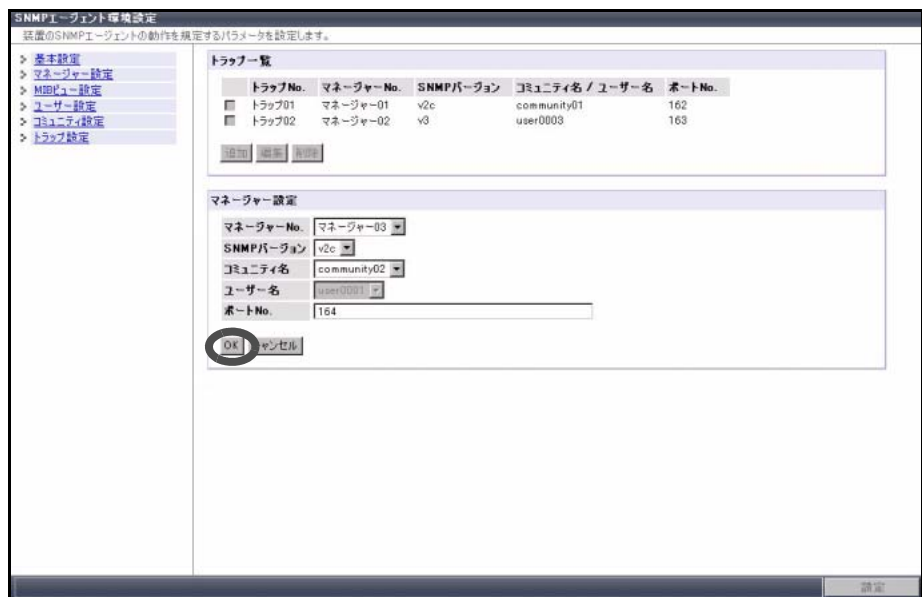 SNMPエージェント環境設定
装置のSNMPエージェントの動作を規定するパラメータを設定します。
基本設定
マネージャー設定
MIBビュー設定
ユーザー設定
コミュニティ設定
トラップ設定
トラップ一覧
トラップNo. マネージャーNo. SNMPバージョン コミュニティ名 / ユーザー名 ポートNo.
トラップ01 マネージャー01 v2c community01 162
トラップ02 マネージャー02 v3 user0003 163
追加 編集 削除
マネージャー設定
マネージャーNo. マネージャー03
SNMPバージョン v2c
コミュニティ名 community02
ユーザー名 user0001
ポートNo. 164
OK キャンセル
設定